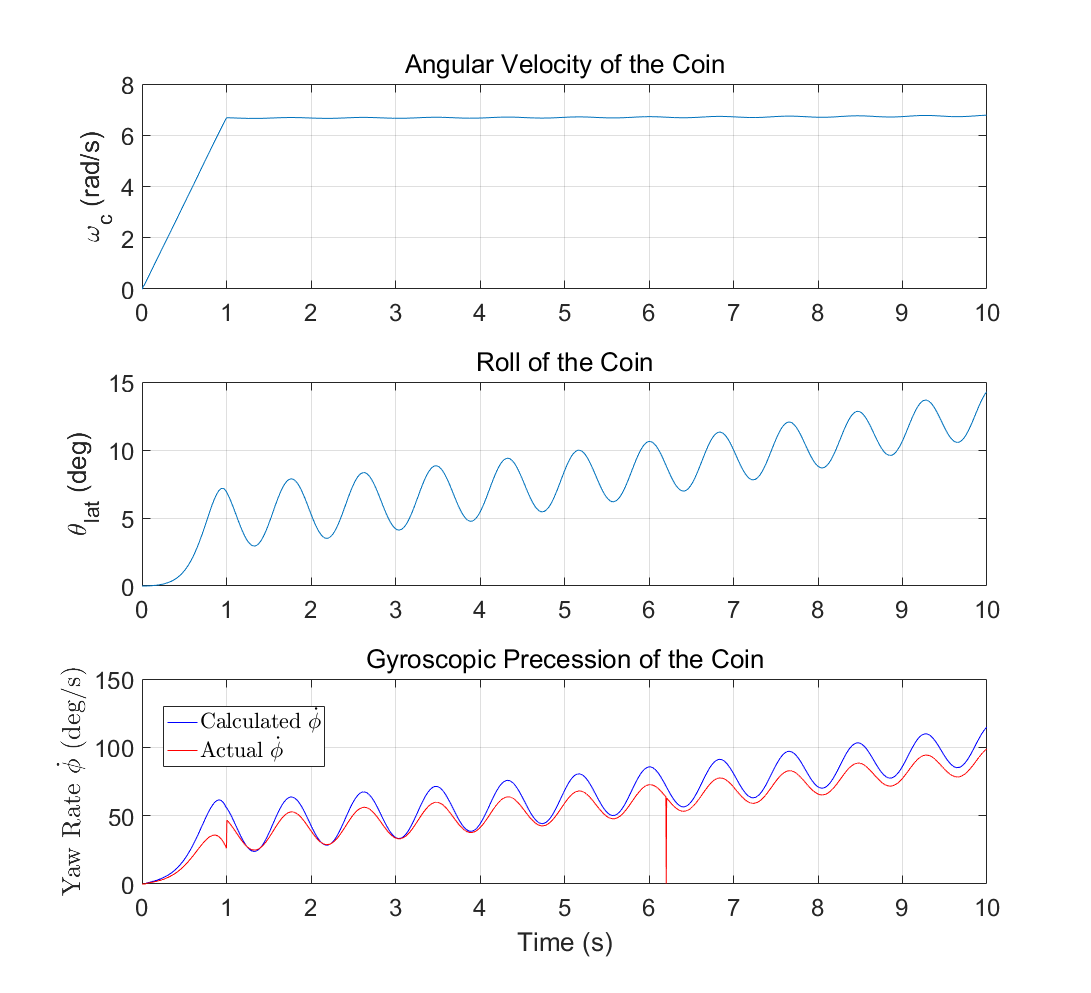 Angular Velocity of the Coin
ω_c (rad/s)
8
6
4
2
0
0 1 2 3 4 5 6 7 8 9 10
Roll of the Coin
θ_lat (deg)
15
10
5
0
0 1 2 3 4 5 6 7 8 9 10
Gyroscopic Precession of the Coin
Yaw Rate ϕ̇ (deg/s)
150
100
50
0
Calculated ϕ̇
Actual ϕ̇
0 1 2 3 4 5 6 7 8 9 10
Time (s)